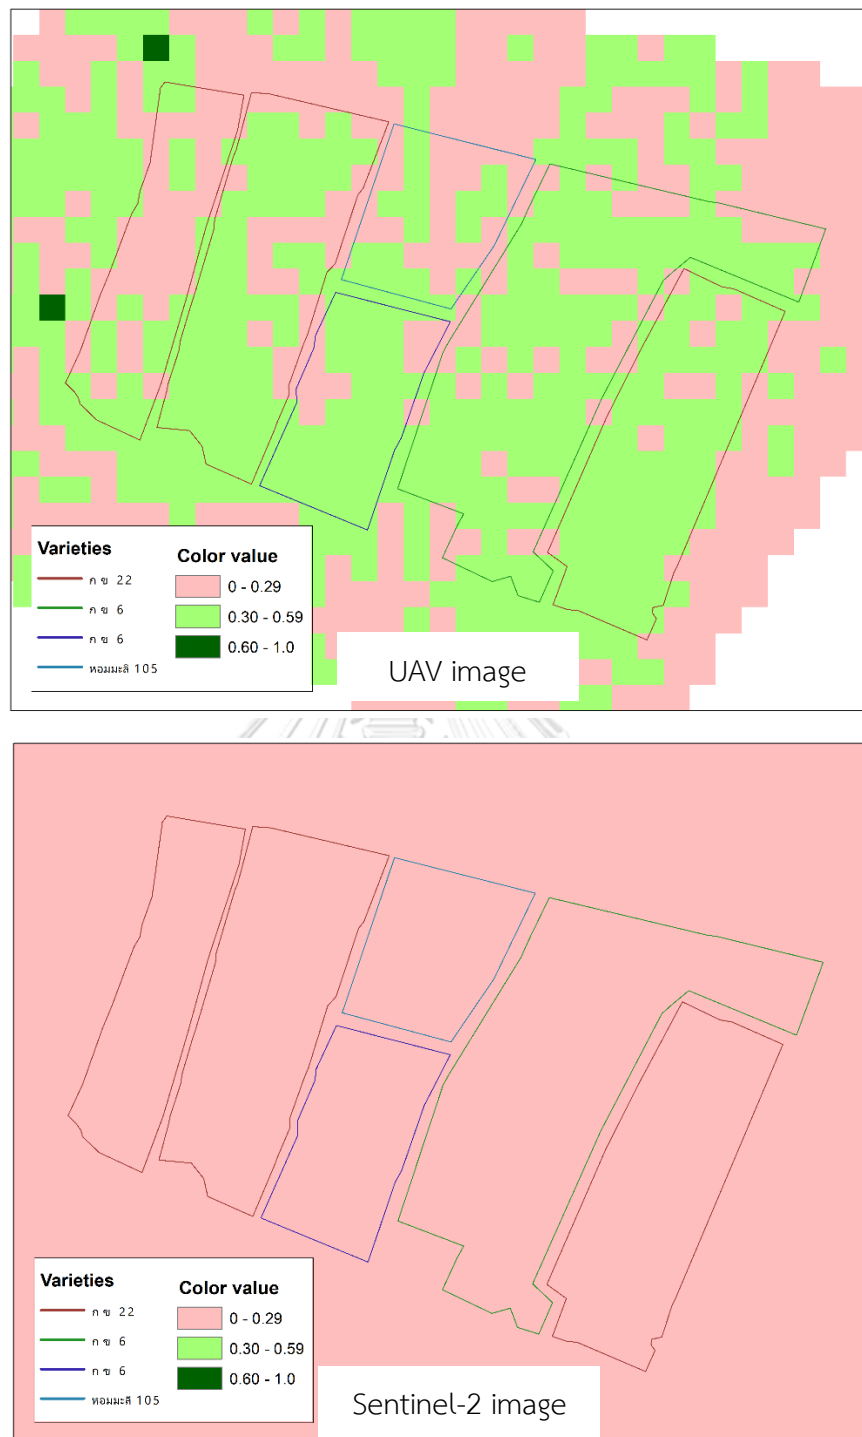 Varieties
ก ข 22
ก ข 6
ก ข 6
หอมมะลิ 105
Color value
0 - 0.29
0.30 - 0.59
0.60 - 1.0
UAV image
Varieties
ก ข 22
ก ข 6
ก ข 6
หอมมะลิ 105
Color value
0 - 0.29
0.30 - 0.59
0.60 - 1.0
Sentinel-2 image